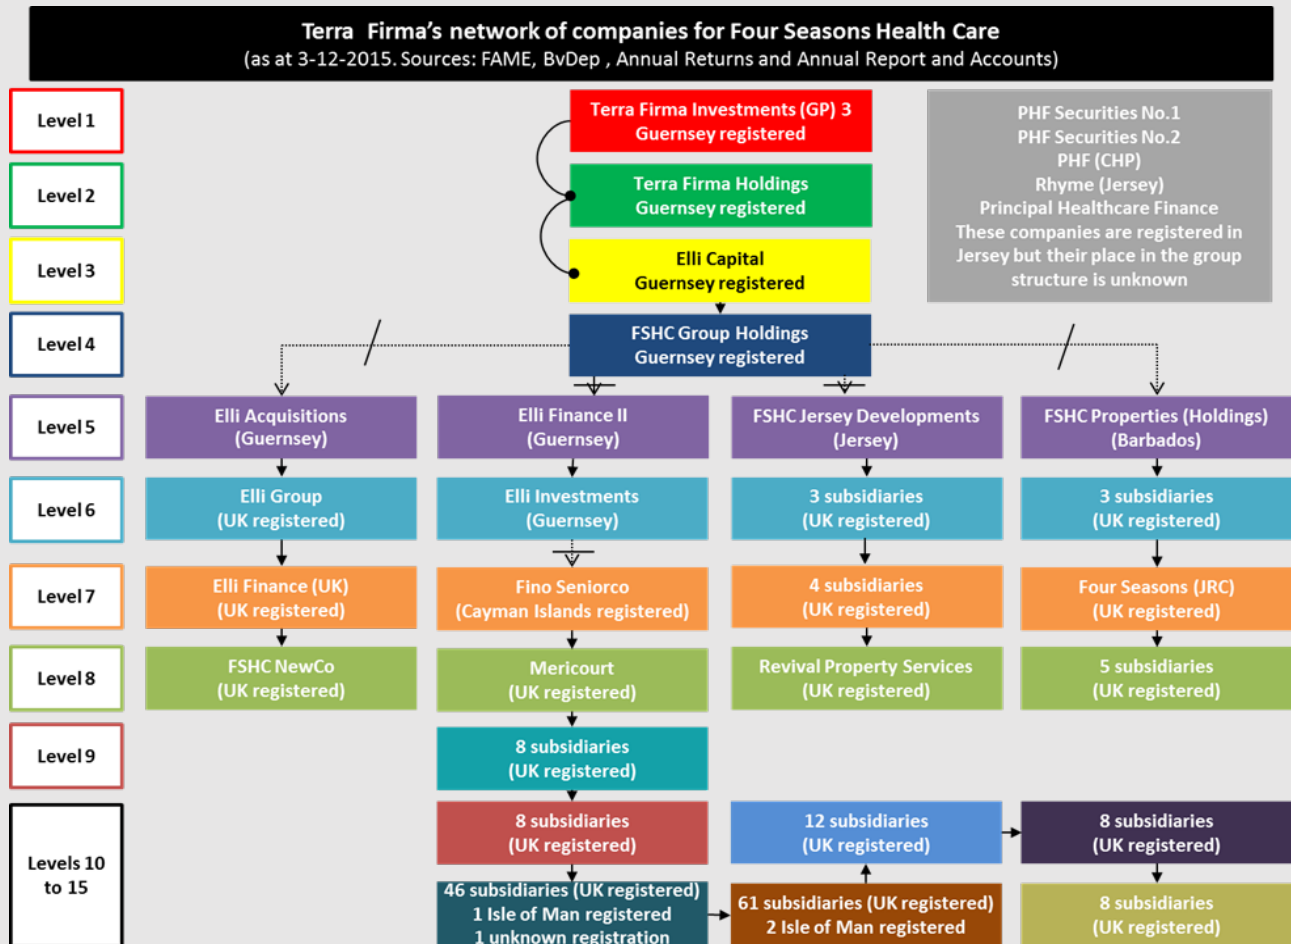 Terra Firma's network of companies for Four Seasons Health Care
(as at 3-12-2015. Sources: FAME, BvDep , Annual Returns and Annual Report and Accounts)
Level 1
Terra Firma Investments (GP) 3
Guernsey registered
PHF Securities No.1
PHF Securities No.2
PHF (CHP)
Rhyme (Jersey)
Principal Healthcare Finance
These companies are registered in
Jersey but their place in the group
structure is unknown
Level 2
Terra Firma Holdings
Guernsey registered
Level 3
Elli Capital
Guernsey registered
Level 4
FSHC Group Holdings
Guernsey registered
Level 5
Elli Acquisitions
(Guernsey)
Elli Finance II
(Guernsey)
FSHC Jersey Developments
(Jersey)
FSHC Properties (Holdings)
(Barbados)
Level 6
Elli Group
(UK registered)
Elli Investments
(Guernsey)
3 subsidiaries
(UK registered)
3 subsidiaries
(UK registered)
Level 7
Elli Finance (UK)
(UK registered)
Fino Seniorco
(Cayman Islands registered)
4 subsidiaries
(UK registered)
Four Seasons (JRC)
(UK registered)
Level 8
FSHC NewCo
(UK registered)
Mericourt
(UK registered)
Revival Property Services
(UK registered)
5 subsidiaries
(UK registered)
Level 9
8 subsidiaries
(UK registered)
Levels 10
to 15
8 subsidiaries
(UK registered)
12 subsidiaries
(UK registered)
8 subsidiaries
(UK registered)
46 subsidiaries (UK registered)
1 Isle of Man registered
1 unknown registration
61 subsidiaries (UK registered)
2 Isle of Man registered
8 subsidiaries
(UK registered)